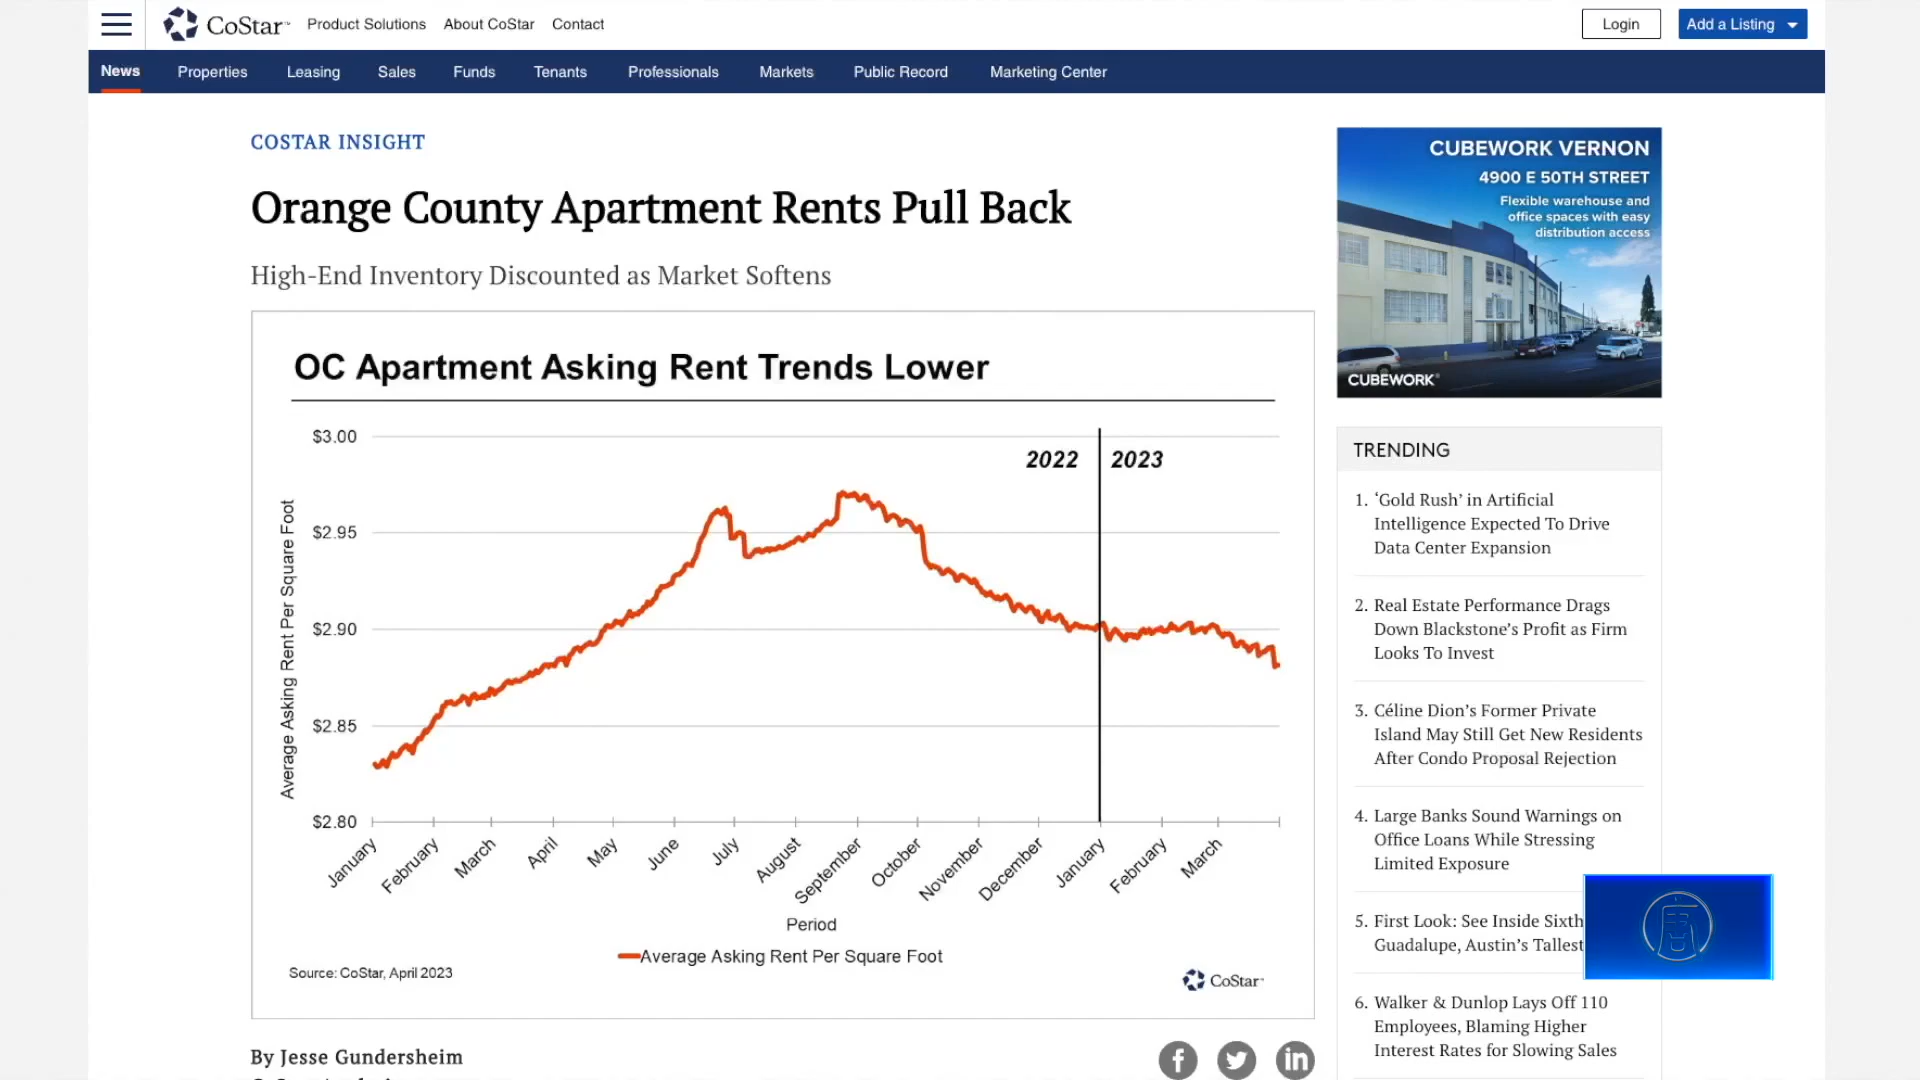 CoStar™
Product Solutions
About CoStar
Contact
Login
Add a Listing
News
Properties
Leasing
Sales
Funds
Tenants
Professionals
Markets
Public Record
Marketing Center
COSTAR INSIGHT
Orange County Apartment Rents Pull Back
High-End Inventory Discounted as Market Softens
OC Apartment Asking Rent Trends Lower
Average Asking Rent Per Square Foot
$3.00
$2.95
$2.90
$2.85
$2.80
2022
2023
January
February
March
April
May
June
July
August
September
October
November
December
January
February
March
Period
Average Asking Rent Per Square Foot
Source: CoStar, April 2023
CoStar™
By Jesse Gundersheim
CUBEWORK VERNON
4900 E 50TH STREET
Flexible warehouse and
office spaces with easy
distribution access
CUBEWORK®
TRENDING
1. ‘Gold Rush’ in Artificial
Intelligence Expected To Drive
Data Center Expansion
2. Real Estate Performance Drags
Down Blackstone’s Profit as Firm
Looks To Invest
3. Céline Dion’s Former Private
Island May Still Get New Residents
After Condo Proposal Rejection
4. Large Banks Sound Warnings on
Office Loans While Stressing
Limited Exposure
5. First Look: See Inside Sixth
Guadalupe, Austin’s Tallest
6. Walker & Dunlop Lays Off 110
Employees, Blaming Higher
Interest Rates for Slowing Sales